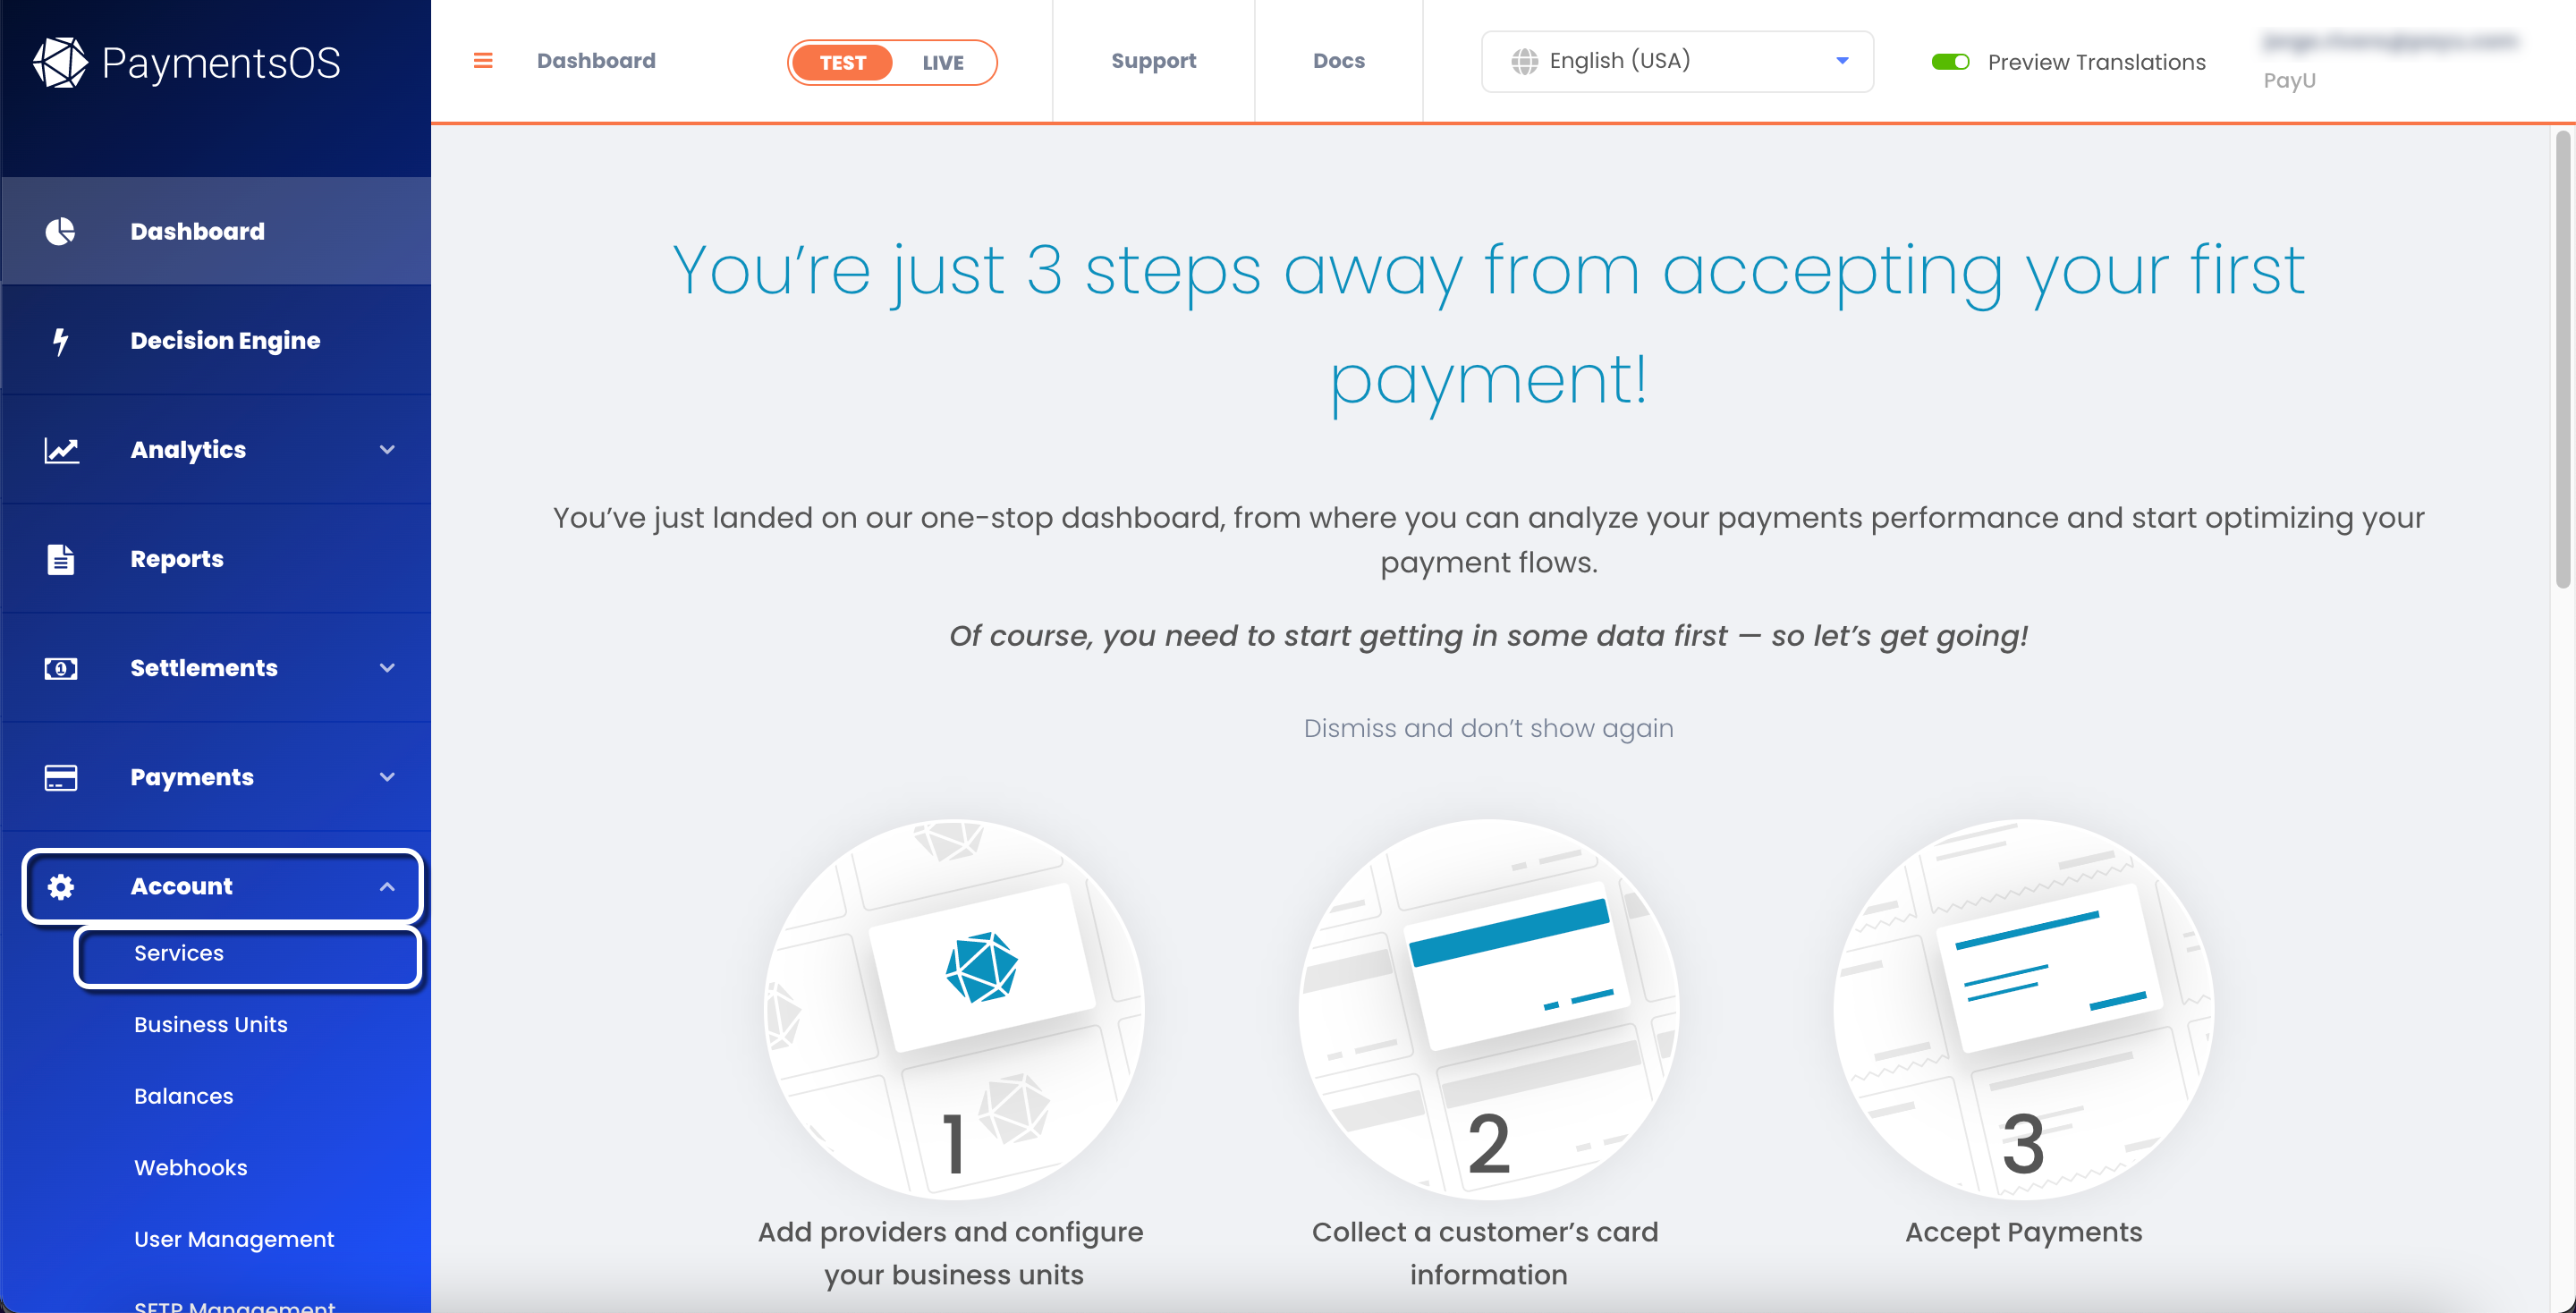 PaymentsOS
Dashboard
TEST
LIVE
Support
Docs
English (USA)
Preview Translations
PayU
Dashboard
Decision Engine
Analytics
Reports
Settlements
Payments
Account
Services
Business Units
Balances
Webhooks
User Management
SFTP Management
You’re just 3 steps away from accepting your first
payment!
You’ve just landed on our one-stop dashboard, from where you can analyze your payments performance and start optimizing your
payment flows.
Of course, you need to start getting in some data first — so let’s get going!
Dismiss and don’t show again
1
Add providers and configure
your business units
2
Collect a customer’s card
information
3
Accept Payments